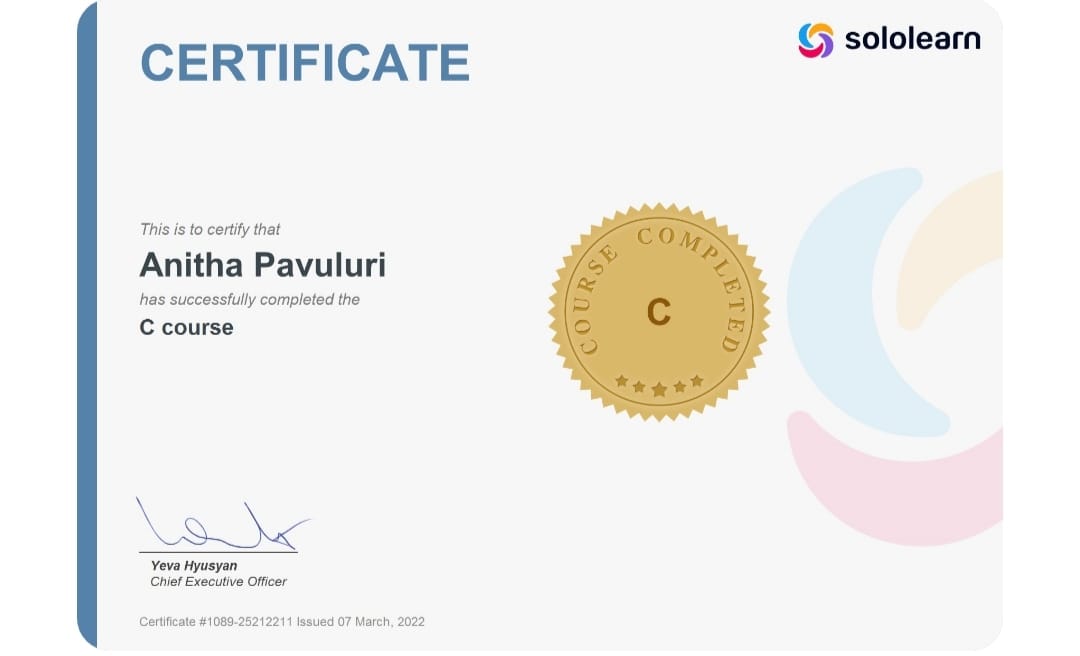 CERTIFICATE
sololearn
This is to certify that
Anitha Pavuluri
has successfully completed the
C course
COURSE COMPLETED
C
Yeva Hyusyan
Chief Executive Officer
Certificate #1089-25212211 Issued 07 March, 2022